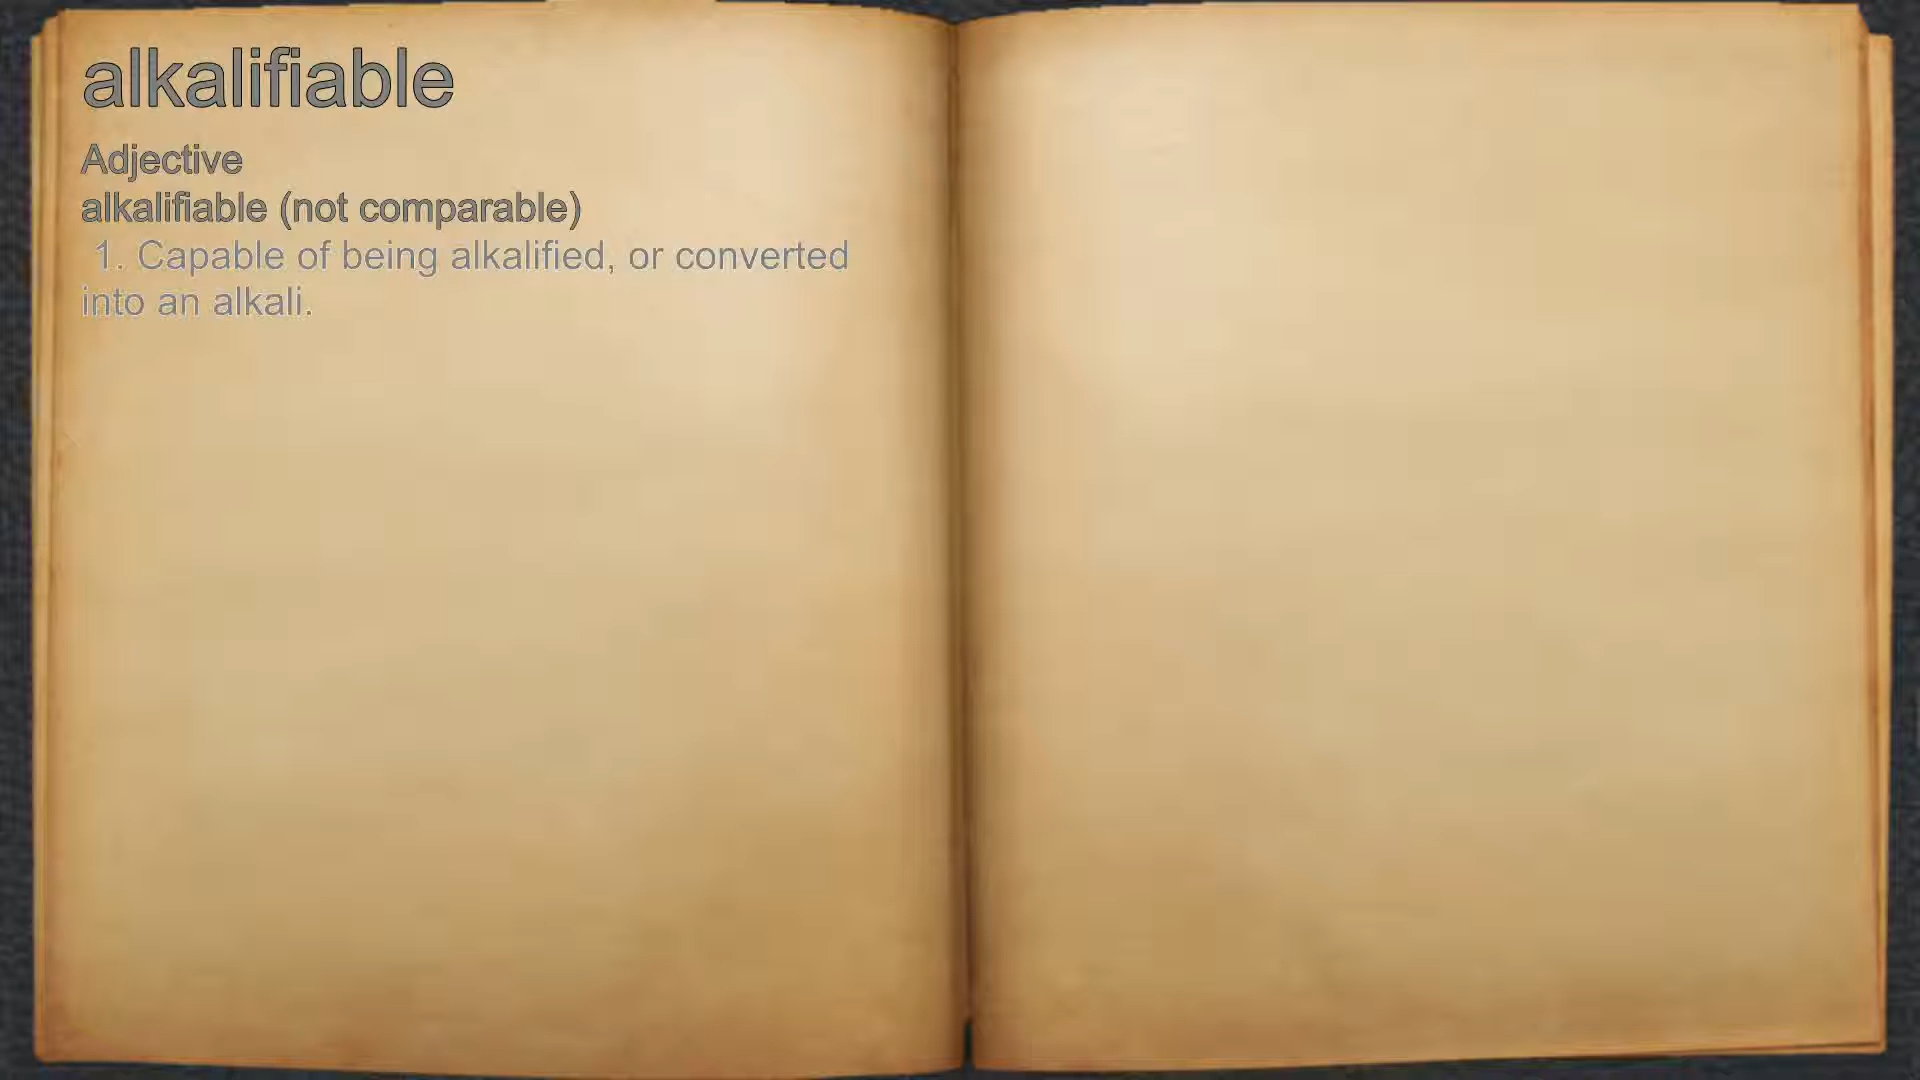 alkalifiable
Adjective
alkalifiable (not comparable)
1. Capable of being alkalified, or converted
into an alkali.